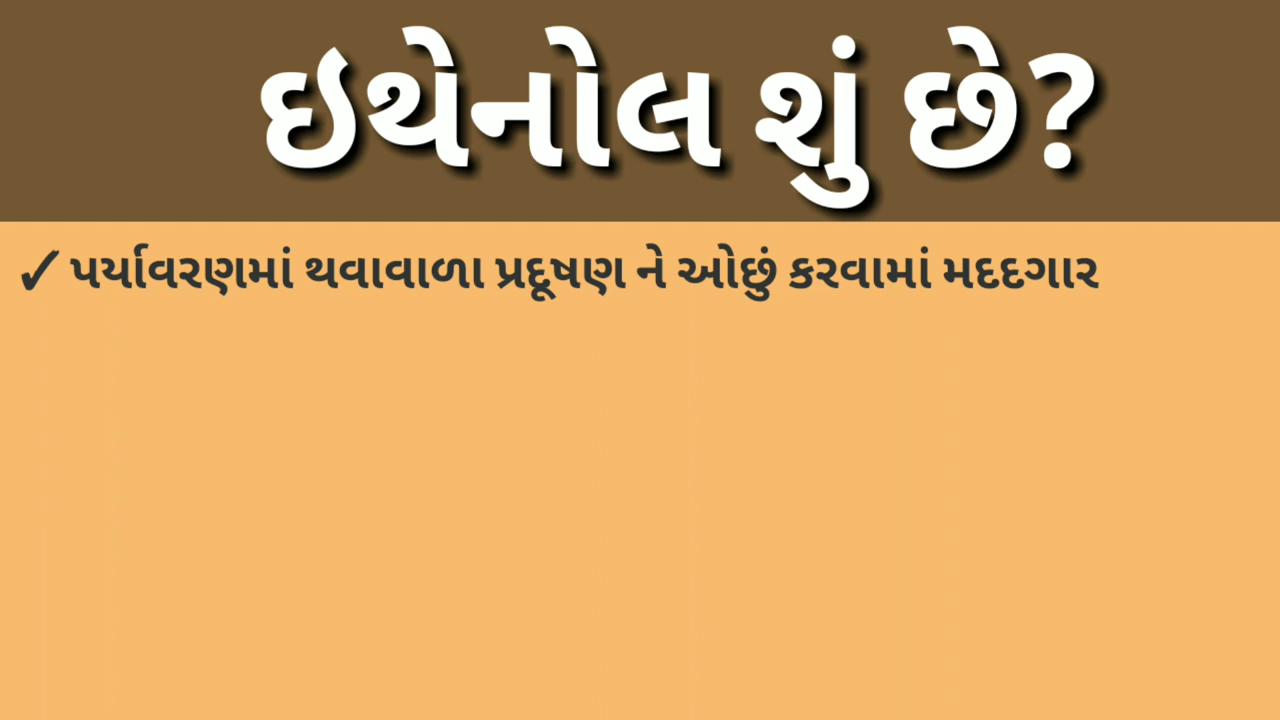 ઇથેનોલ શું છે?
✓પર્યાવરણમાં થવાવાળા પ્રદૂષણ ને ઓછું કરવામાં મદદગાર